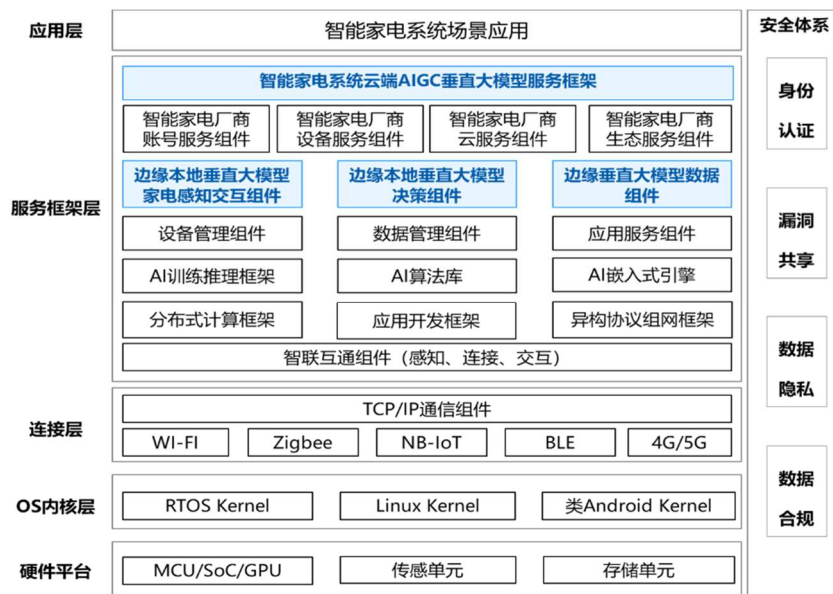 应用层
智能家电系统场景应用
服务框架层
智能家电系统云端AIGC垂直大模型服务框架
智能家电厂商
账号服务组件
智能家电厂商
设备服务组件
智能家电厂商
云服务组件
智能家电厂商
生态服务组件
边缘本地垂直大模型
家电感知交互组件
边缘本地垂直大模型
决策组件
边缘垂直大模型数据
组件
设备管理组件
数据管理组件
应用服务组件
AI训练推理框架
AI算法库
AI嵌入式引擎
分布式计算框架
应用开发框架
异构协议组网框架
智联互通组件（感知、连接、交互）
连接层
TCP/IP通信组件
WI-FI
Zigbee
NB-IoT
BLE
4G/5G
OS内核层
RTOS Kernel
Linux Kernel
类Android Kernel
硬件平台
MCU/SoC/GPU
传感单元
存储单元
安全体系
身份
认证
漏洞
共享
数据
隐私
数据
合规